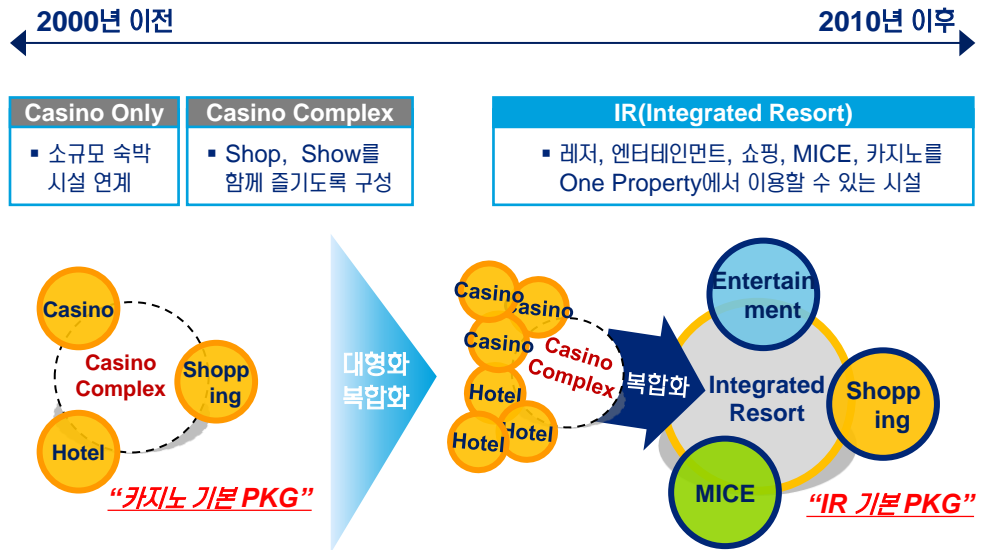 2000년 이전
2010년 이후
Casino Only
▪ 소규모 숙박
시설 연계
Casino Complex
▪ Shop, Show를
함께 즐기도록 구성
IR(Integrated Resort)
▪ 레저, 엔터테인먼트, 쇼핑, MICE, 카지노를
One Property에서 이용할 수 있는 시설
Casino
Casino
Complex
Shopp
ing
Hotel
“카지노 기본 PKG”
대형화
복합화
Casino
Casino
Casino
Casino
Complex
Hotel
Hotel
Hotel
복합화
Entertain
ment
Integrated
Resort
Shopp
ing
MICE
“IR 기본 PKG”